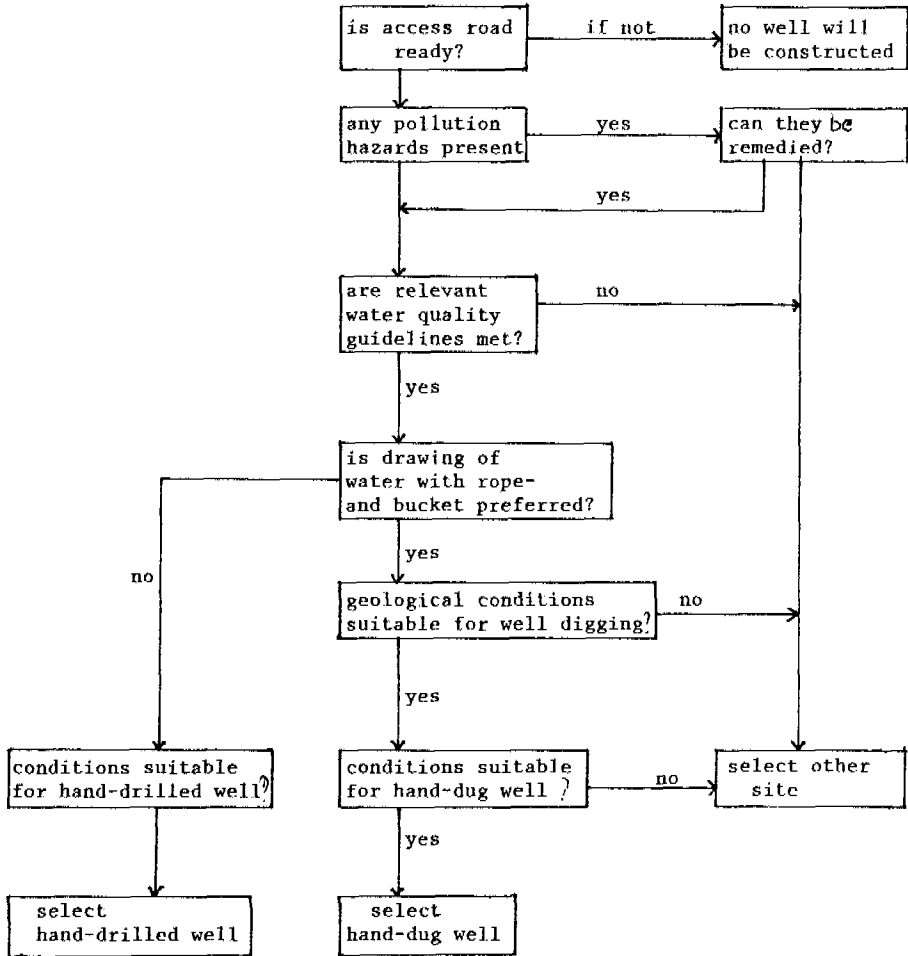 is access road
ready?
if not
no well will
be constructed
any pollution
hazards present
yes
can they be
remedied?
yes
are relevant
water quality
guidelines met?
no
yes
is drawing of
water with rope-
and bucket preferred?
no
yes
geological conditions
suitable for well digging?
no
yes
conditions suitable
for hand-drilled well?
conditions suitable
for hand-dug well ?
no
select other
site
yes
select
hand-drilled well
select
hand-dug well